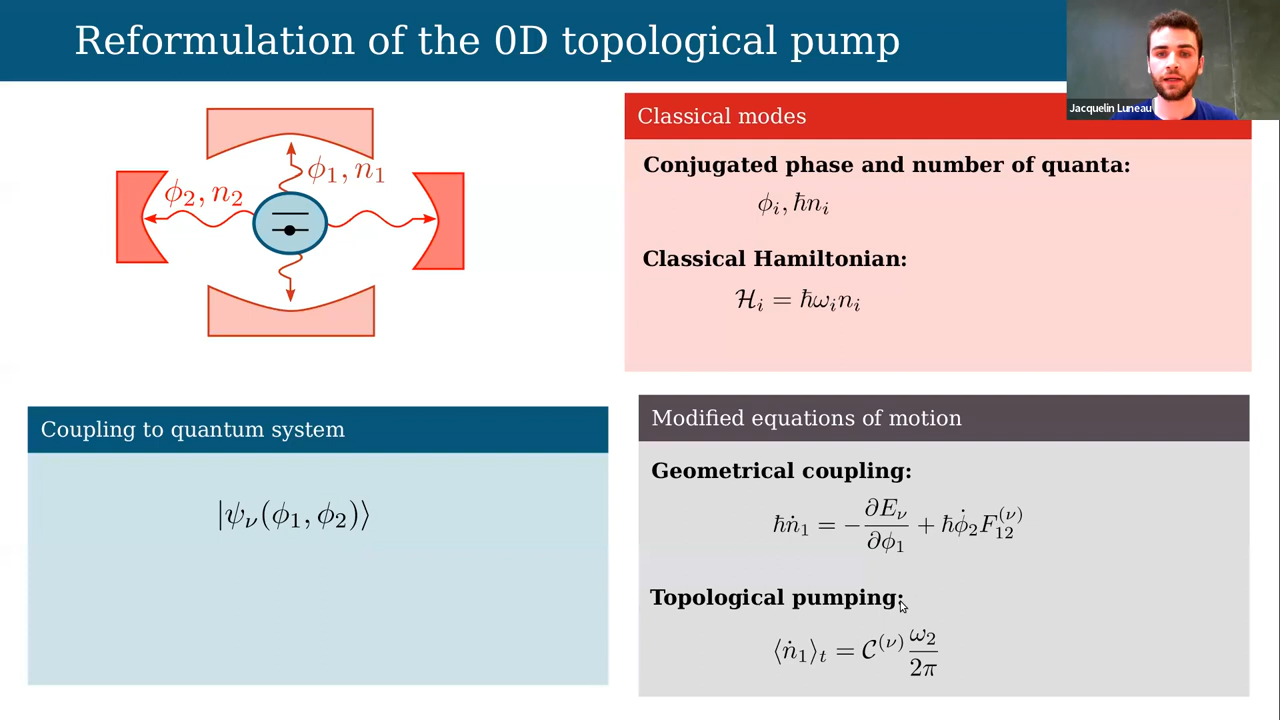 Reformulation of the 0D topological pump
Jacquelin Luneau
ϕ₁, n₁
ϕ₂, n₂
Classical modes
Conjugated phase and number of quanta:
ϕᵢ, ħnᵢ
Classical Hamiltonian:
ℋᵢ = ħωᵢnᵢ
Coupling to quantum system
|ψ_ν(ϕ₁, ϕ₂)⟩
Modified equations of motion
Geometrical coupling:
ħṅ₁ = −∂E_ν/∂ϕ₁ + ħϕ̇₂F₁₂^(ν)
Topological pumping:
⟨ṅ₁⟩_t = 𝒞^(ν) ω₂/2π